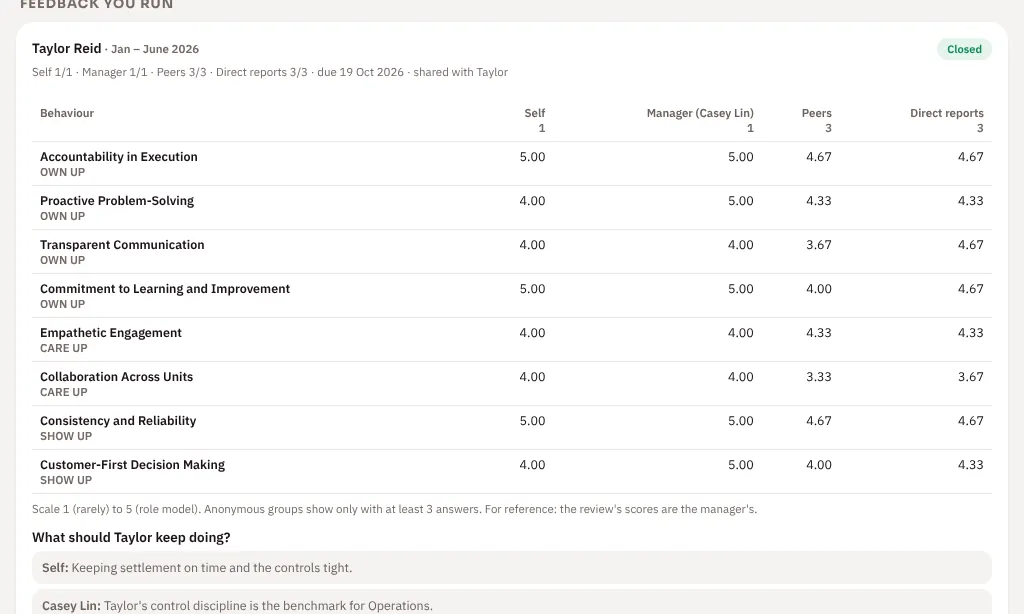 FEEDBACK YOU RUN
Taylor Reid · Jan – June 2026
Closed
Self 1/1 · Manager 1/1 · Peers 3/3 · Direct reports 3/3 · due 19 Oct 2026 · shared with Taylor
Behaviour Self Manager (Casey Lin) Peers Direct reports
1 1 3 3
Accountability in Execution 5.00 5.00 4.67 4.67
OWN UP
Proactive Problem-Solving 4.00 5.00 4.33 4.33
OWN UP
Transparent Communication 4.00 4.00 3.67 4.67
OWN UP
Commitment to Learning and Improvement 5.00 5.00 4.00 4.67
OWN UP
Empathetic Engagement 4.00 4.00 4.33 4.33
CARE UP
Collaboration Across Units 4.00 4.00 3.33 3.67
CARE UP
Consistency and Reliability 5.00 5.00 4.67 4.67
SHOW UP
Customer-First Decision Making 4.00 5.00 4.00 4.33
SHOW UP
Scale 1 (rarely) to 5 (role model). Anonymous groups show only with at least 3 answers. For reference: the review's scores are the manager's.
What should Taylor keep doing?
Self: Keeping settlement on time and the controls tight.
Casey Lin: Taylor's control discipline is the benchmark for Operations.